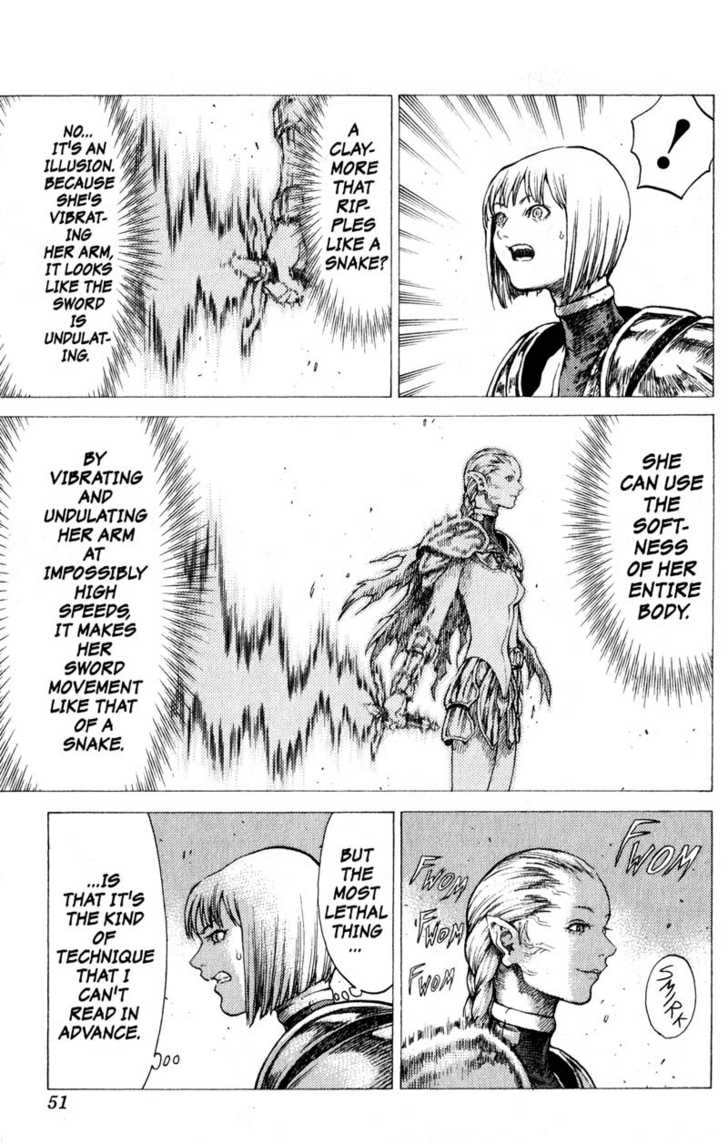 !
A
CLAY-
MORE
THAT
RIP-
PLES
LIKE A
SNAKE?
NO...
IT'S AN
ILLUSION.
BECAUSE
SHE'S
VIBRAT-
ING
HER ARM,
IT LOOKS
LIKE THE
SWORD
IS
UNDULAT-
ING.
SHE
CAN USE
THE
SOFT-
NESS
OF HER
ENTIRE
BODY.
BY
VIBRATING
AND
UNDULATING
HER ARM
AT
IMPOSSIBLY
HIGH
SPEEDS,
IT MAKES
HER
SWORD
MOVEMENT
LIKE THAT
OF A
SNAKE.
FWOM
FWOM
FWOM
FWOM
SMIRK
BUT
THE
MOST
LETHAL
THING
...
...IS
THAT IT'S
THE KIND
OF
TECHNIQUE
THAT I
CAN'T
READ IN
ADVANCE.
51